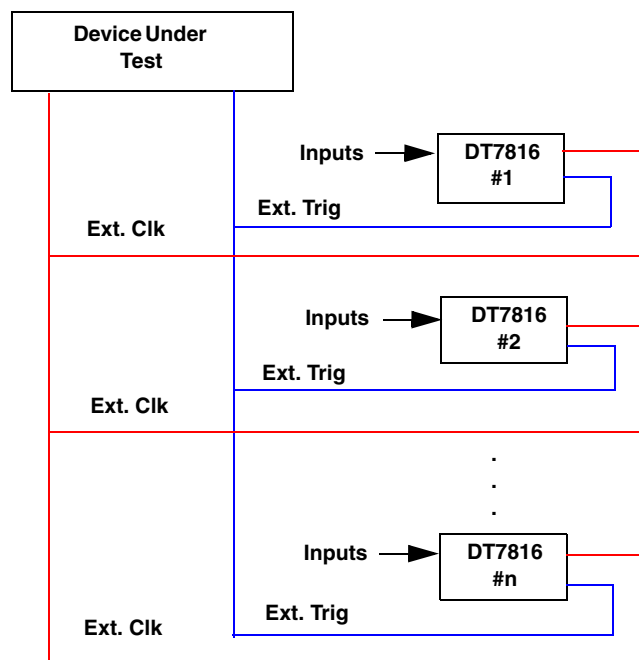 Device Under
Test
Inputs
DT7816
#1
Ext. Trig
Ext. Clk
Inputs
DT7816
#2
Ext. Trig
Ext. Clk
.
.
.
Inputs
DT7816
#n
Ext. Trig
Ext. Clk